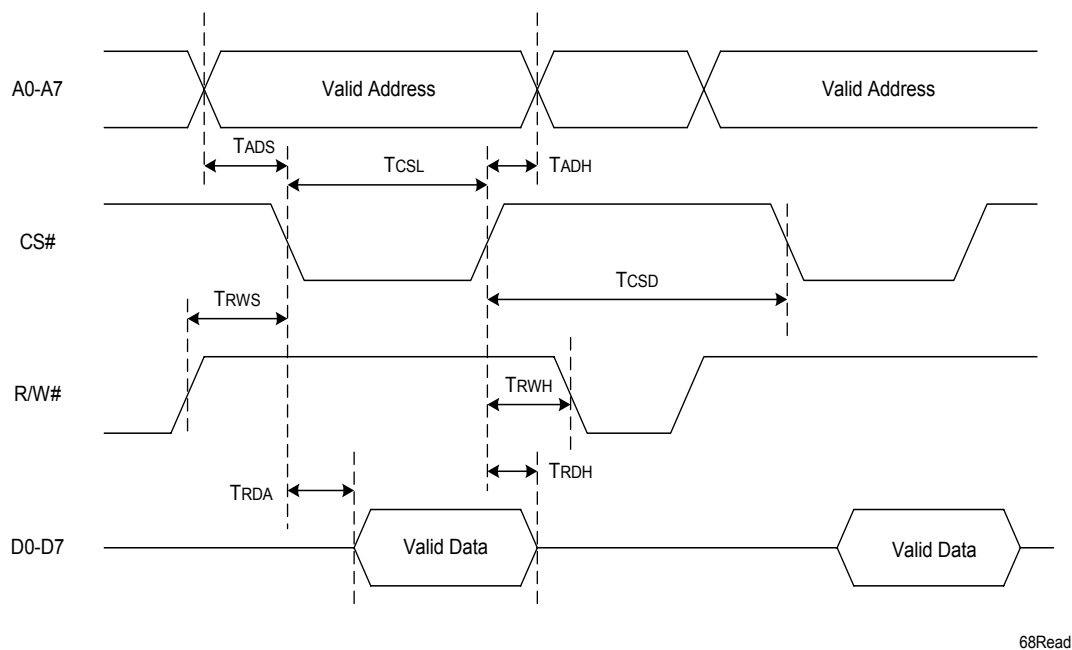 A0-A7
Valid Address
Valid Address
TADS
TCSL
TADH
CS#
TCSD
TRWS
R/W#
TRWH
TRDH
TRDA
D0-D7
Valid Data
Valid Data
68Read